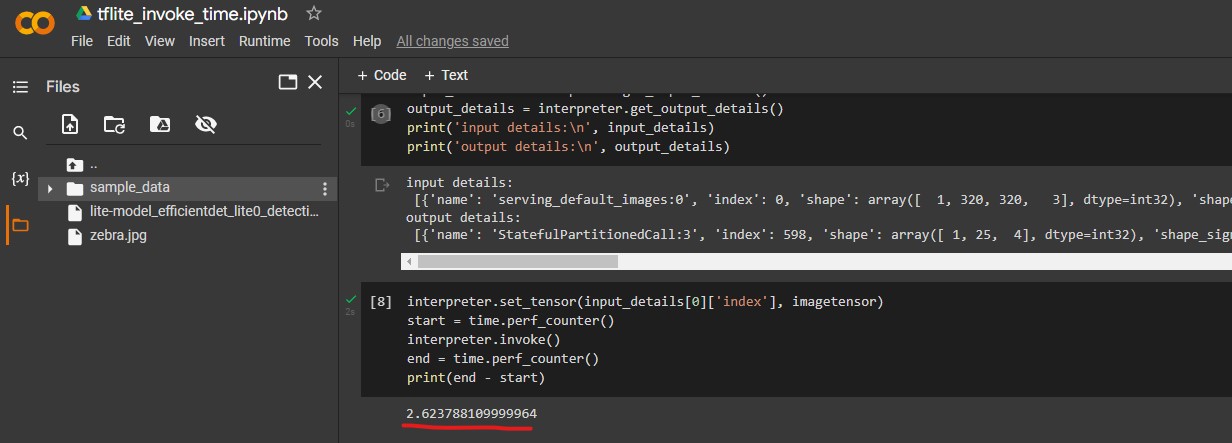 tflite_invoke_time.ipynb
File Edit View Insert Runtime Tools Help All changes saved
Files
+ Code + Text
..
sample_data
lite-model_efficientdet_lite0_detecti...
zebra.jpg
{x}
0s
output_details = interpreter.get_output_details()
print('input details:\n', input_details)
print('output details:\n', output_details)
input details:
[{'name': 'serving_default_images:0', 'index': 0, 'shape': array([  1, 320, 320,   3], dtype=int32), 'shape
output details:
[{'name': 'StatefulPartitionedCall:3', 'index': 598, 'shape': array([ 1, 25,  4], dtype=int32), 'shape_sig
2s
[8] interpreter.set_tensor(input_details[0]['index'], imagetensor)
start = time.perf_counter()
interpreter.invoke()
end = time.perf_counter()
print(end - start)
2.623788109999964